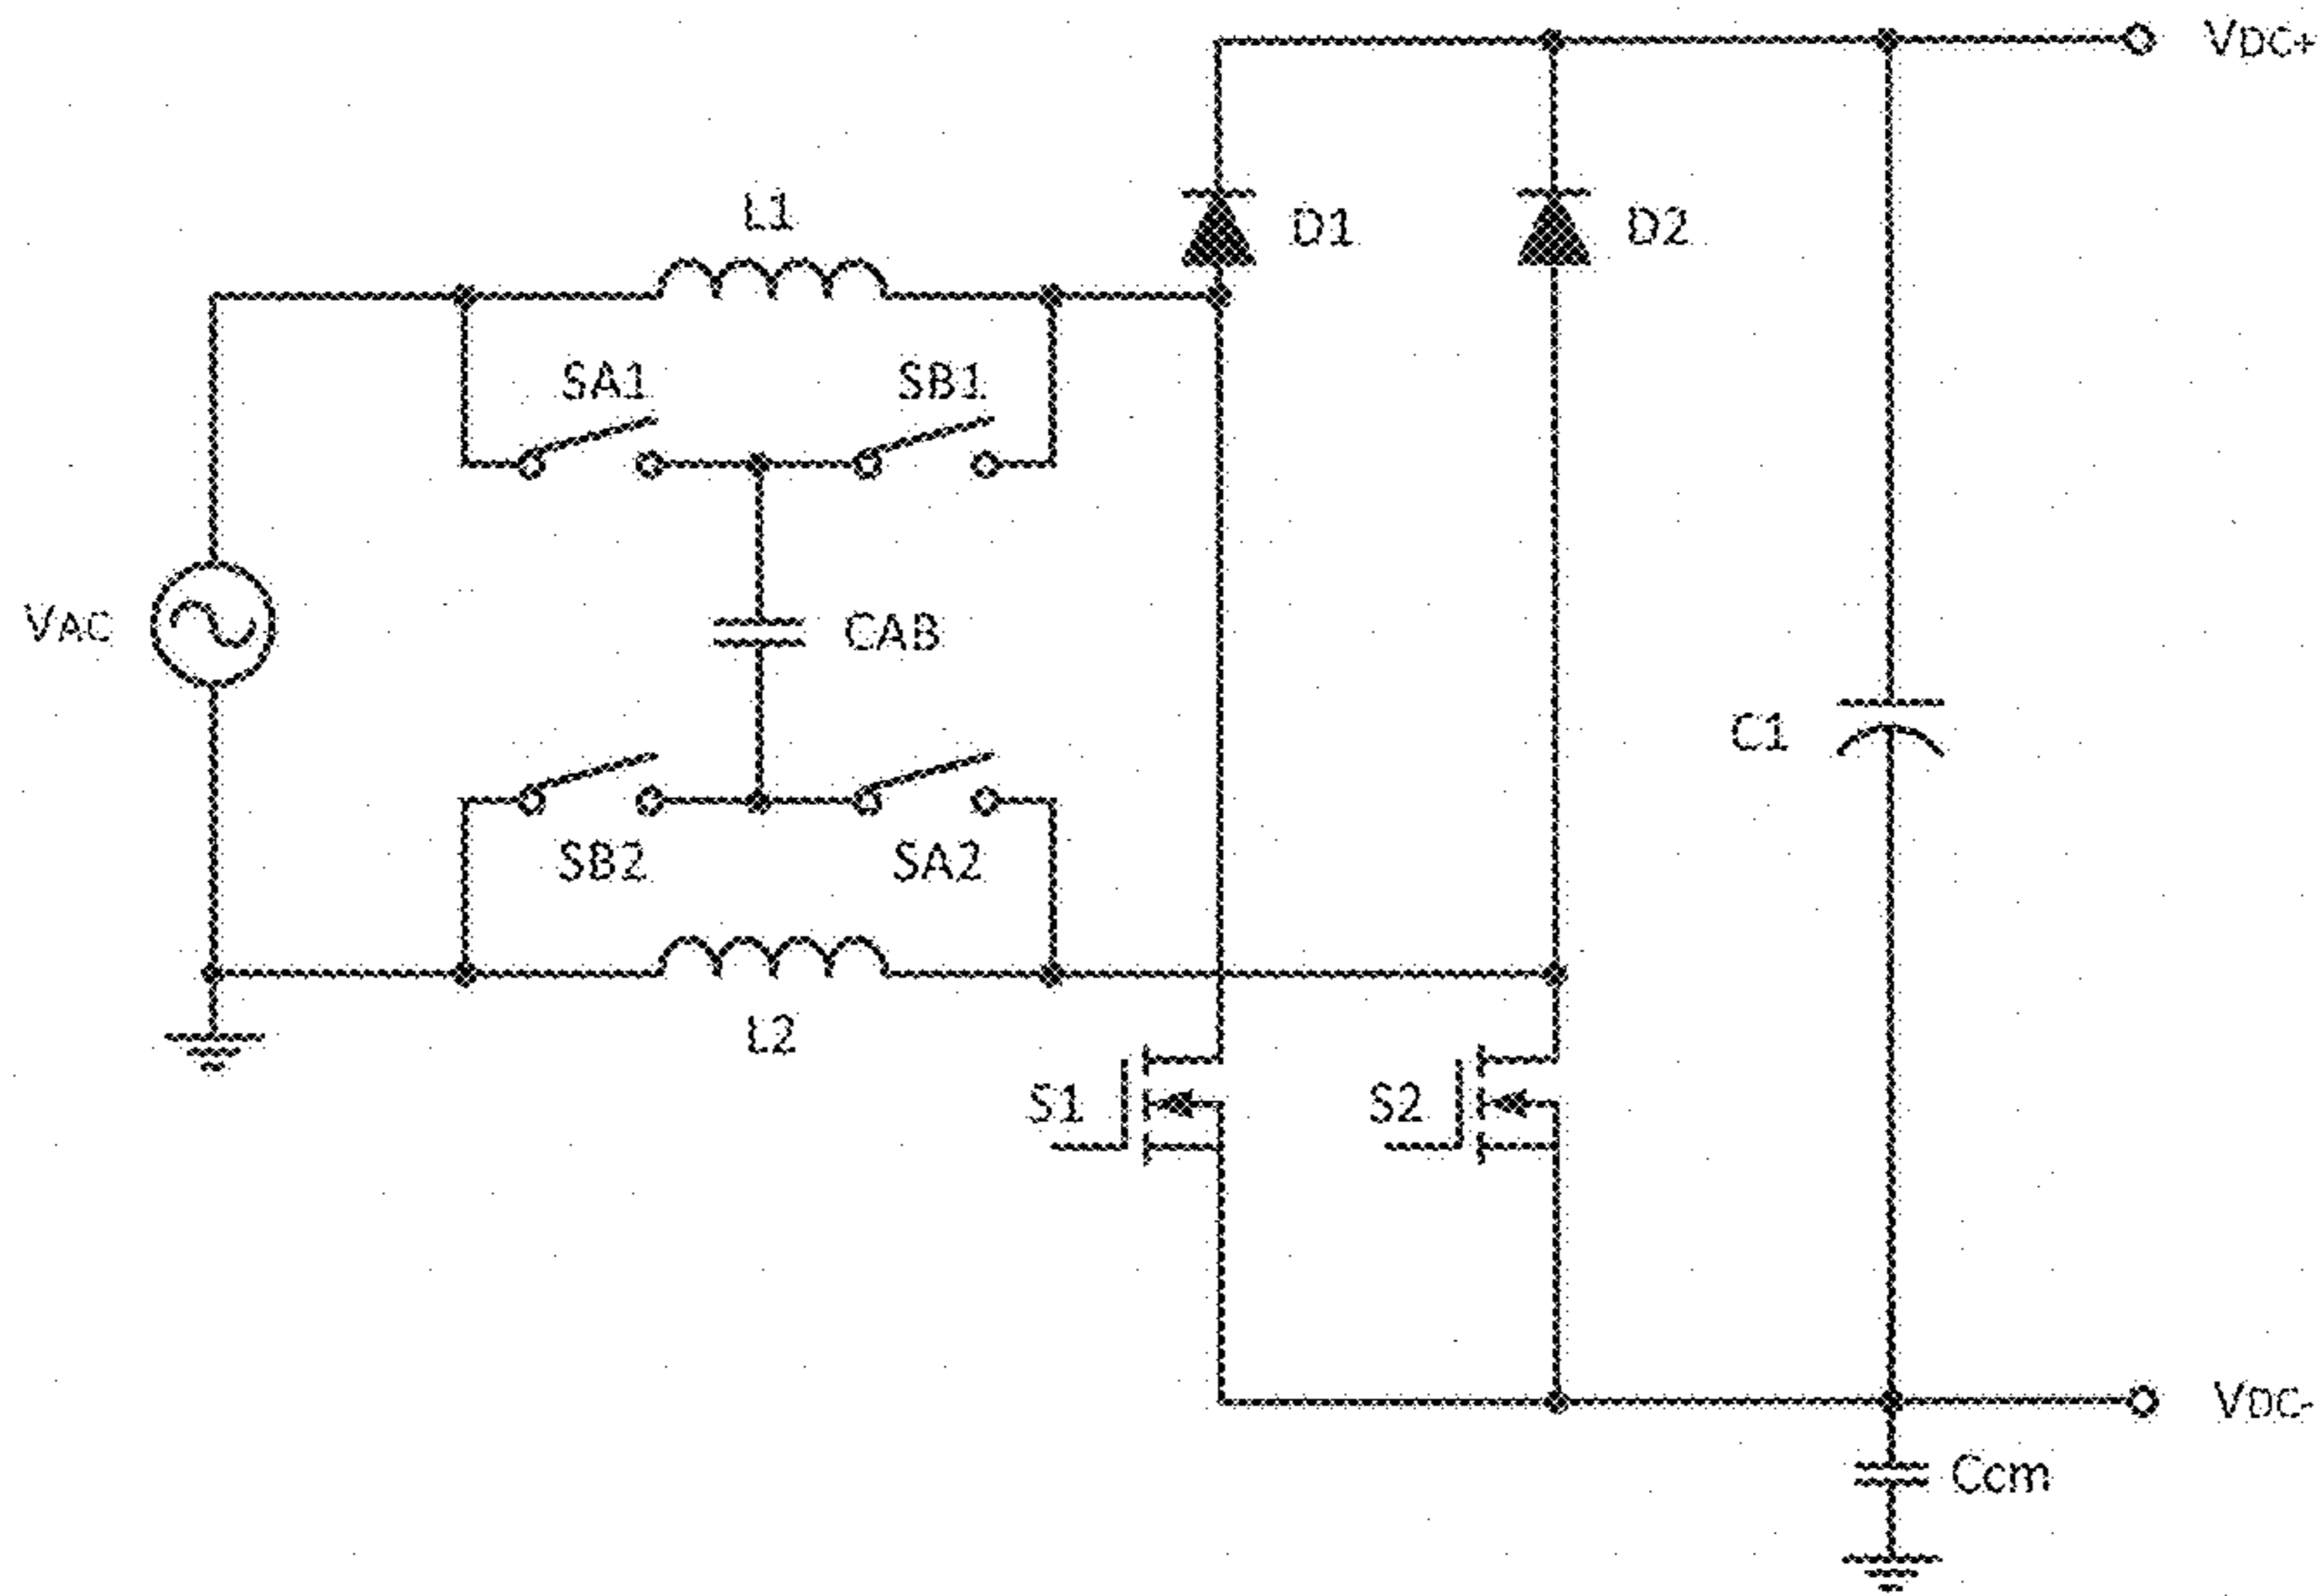 VDC+
L1
D1
D2
SA1
SB1
VAC
CAB
C1
SB2
SA2
L2
S1
S2
VDC-
Ccm